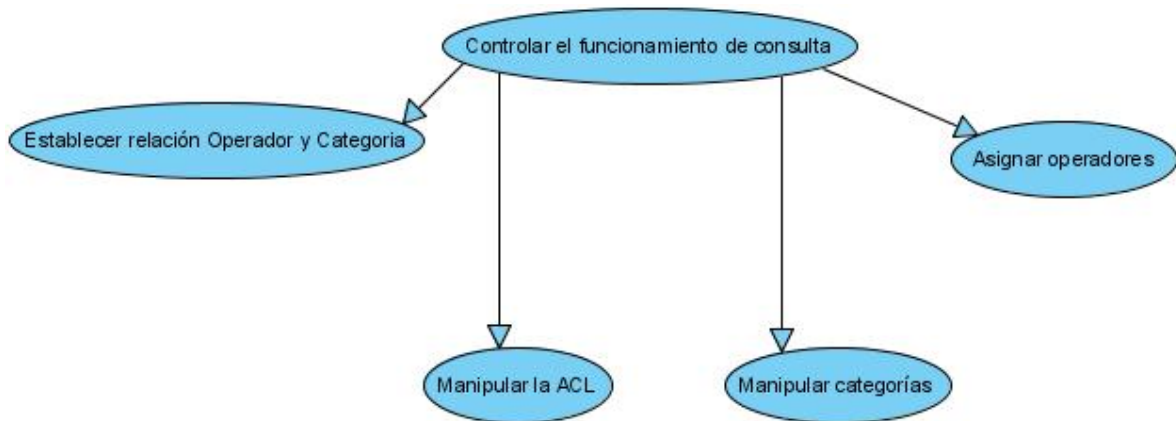 Controlar el funcionamiento de consulta
Establecer relación Operador y Categoria
Asignar operadores
Manipular la ACL
Manipular categorías